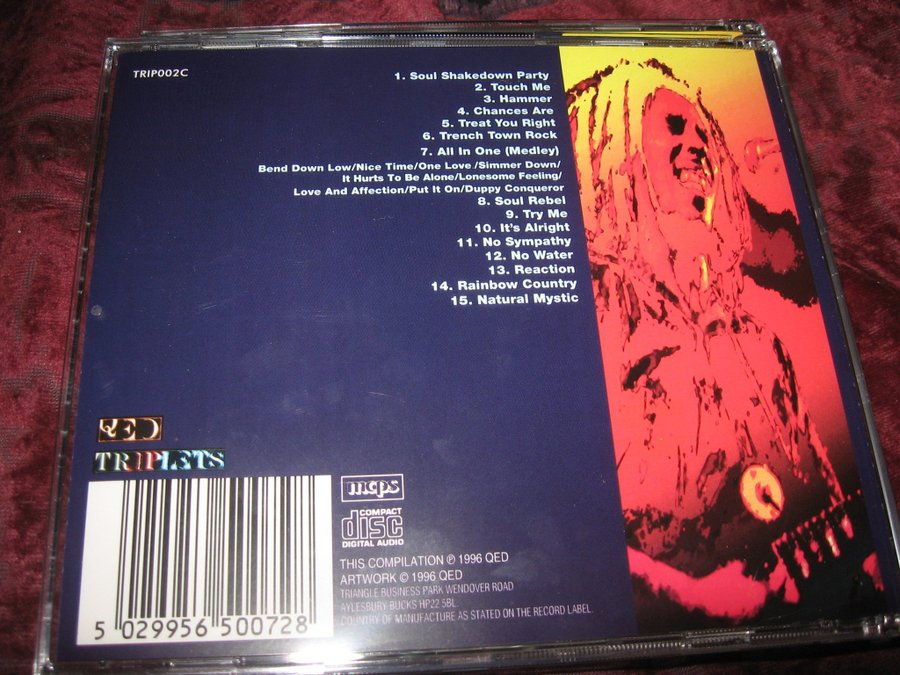 TRIP002C
1. Soul Shakedown Party
2. Touch Me
3. Hammer
4. Chances Are
5. Treat You Right
6. Trench Town Rock
7. All In One (Medley)
Bend Down Low/Nice Time/One Love /Simmer Down/
It Hurts To Be Alone/Lonesome Feeling/
Love And Affection/Put It On/Duppy Conqueror
8. Soul Rebel
9. Try Me
10. It's Alright
11. No Sympathy
12. No Water
13. Reaction
14. Rainbow Country
15. Natural Mystic
QED
TRIPLETS
mcps
COMPACT
disc
DIGITAL AUDIO
THIS COMPILATION ℗ 1996 QED
ARTWORK © 1996 QED
TRIANGLE BUSINESS PARK WENDOVER ROAD
AYLESBURY BUCKS HP22 5BL.
COUNTRY OF MANUFACTURE AS STATED ON THE RECORD LABEL.
5 029956 500728